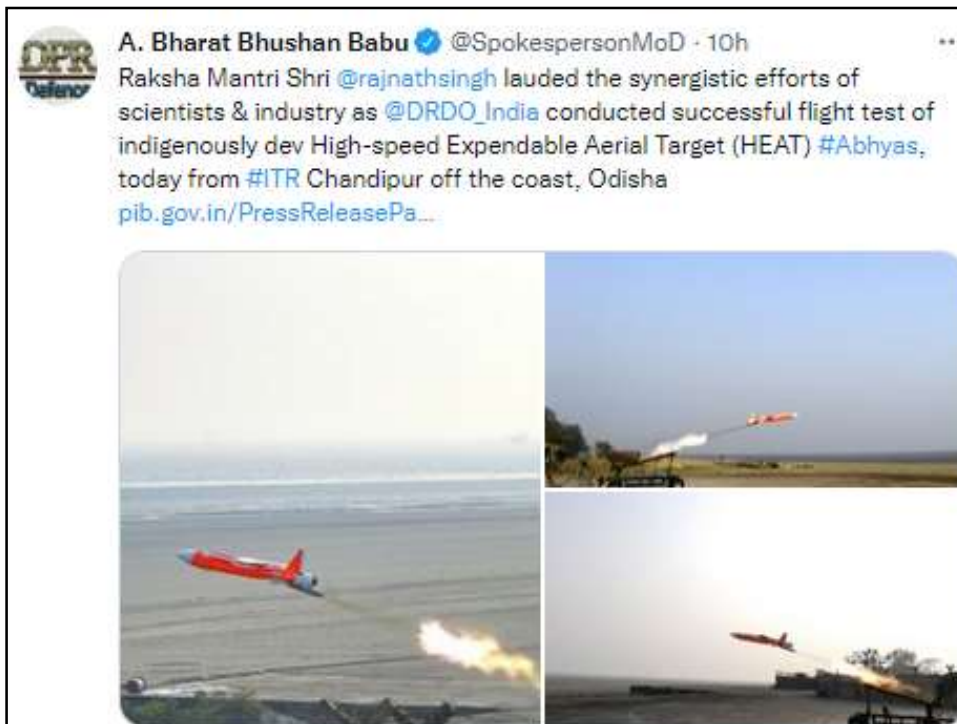 DPR
Defence
A. Bharat Bhushan Babu @SpokespersonMoD · 10h
Raksha Mantri Shri @rajnathsingh lauded the synergistic efforts of
scientists & industry as @DRDO_India conducted successful flight test of
indigenously dev High-speed Expendable Aerial Target (HEAT) #Abhyas,
today from #ITR Chandipur off the coast, Odisha
pib.gov.in/PressReleasePa...